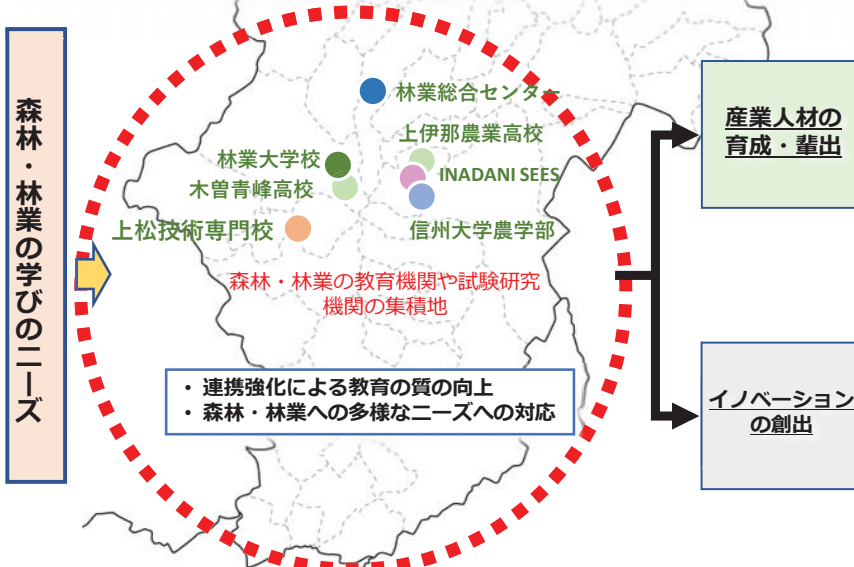 森林・林業の学びのニーズ
林業総合センター
上伊那農業高校
林業大学校
INADANI SEES
木曽青峰高校
上松技術専門校
信州大学農学部
森林・林業の教育機関や試験研究
機関の集積地
・ 連携強化による教育の質の向上
・ 森林・林業への多様なニーズへの対応
産業人材の
育成・輩出
イノベーション
の創出